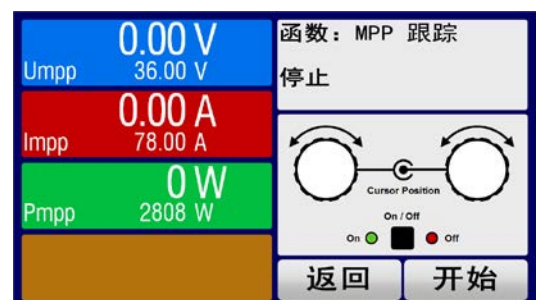 0.00 V
Umpp 36.00 V
0.00 A
Impp 78.00 A
0 W
Pmpp 2808 W
函数：MPP 跟踪
停止
Cursor Position
On / Off
On Off
返回 开始